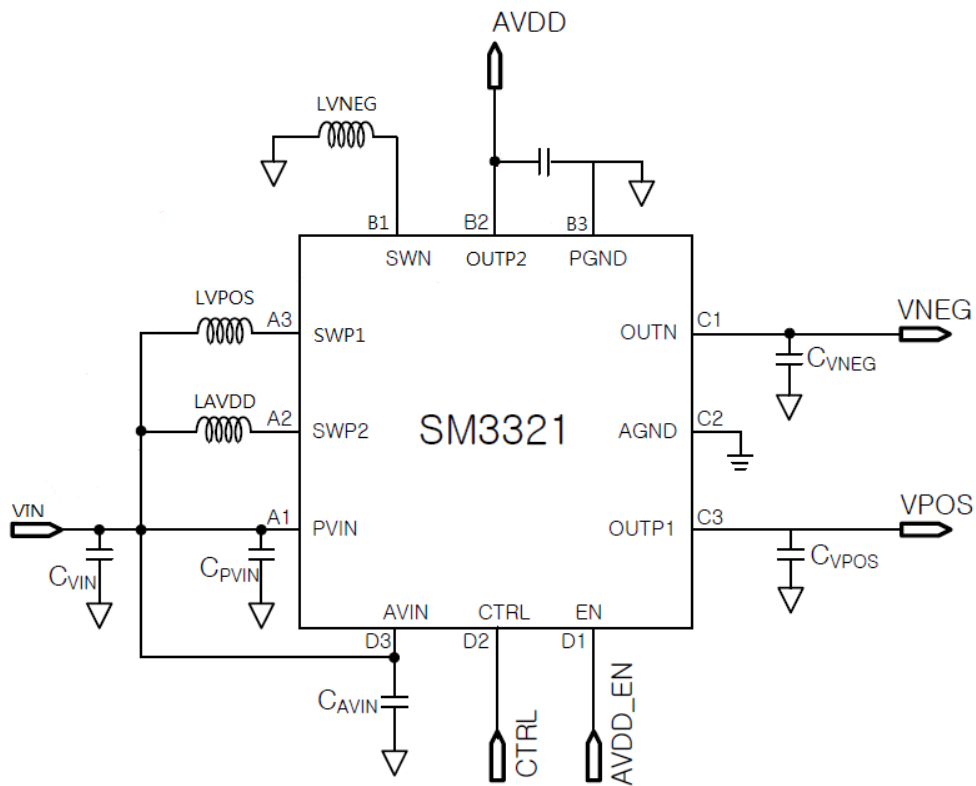 AVDD
LVNEG
B1
B2
B3
SWN
OUTP2
PGND
LVPOS
A3
SWP1
OUTN
C1
VNEG
CVNEG
LAVDD
A2
SWP2
SM3321
AGND
C2
VIN
A1
PVIN
OUTP1
C3
VPOS
CVIN
CPVIN
CVPOS
AVIN
CTRL
EN
D3
D2
D1
CAVIN
CTRL
AVDD_EN